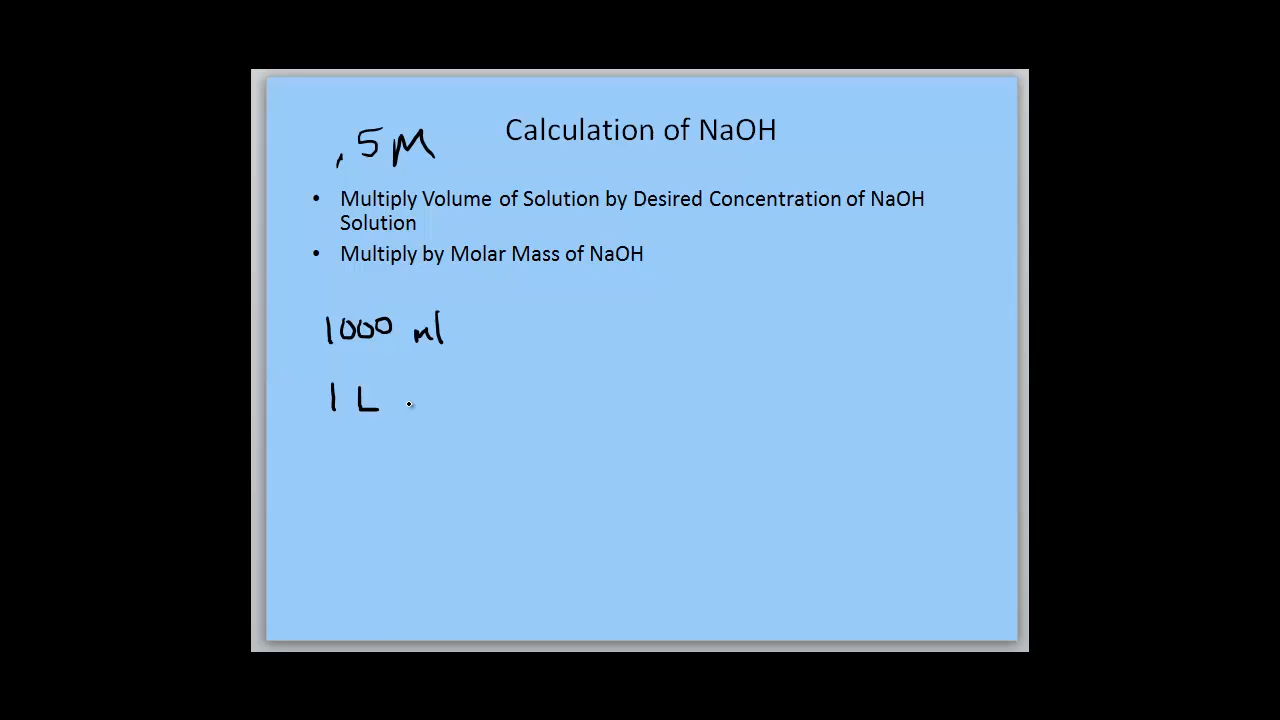 Calculation of NaOH
.5 M
• Multiply Volume of Solution by Desired Concentration of NaOH
Solution
• Multiply by Molar Mass of NaOH
1000 ml
1 L